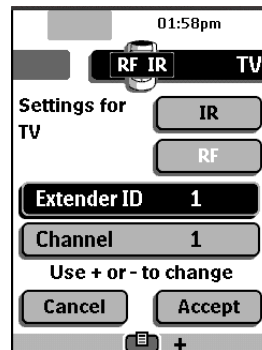 01:58pm
RF IR TV
Settings for
TV
IR
RF
Extender ID 1
Channel 1
Use + or - to change
Cancel Accept
+